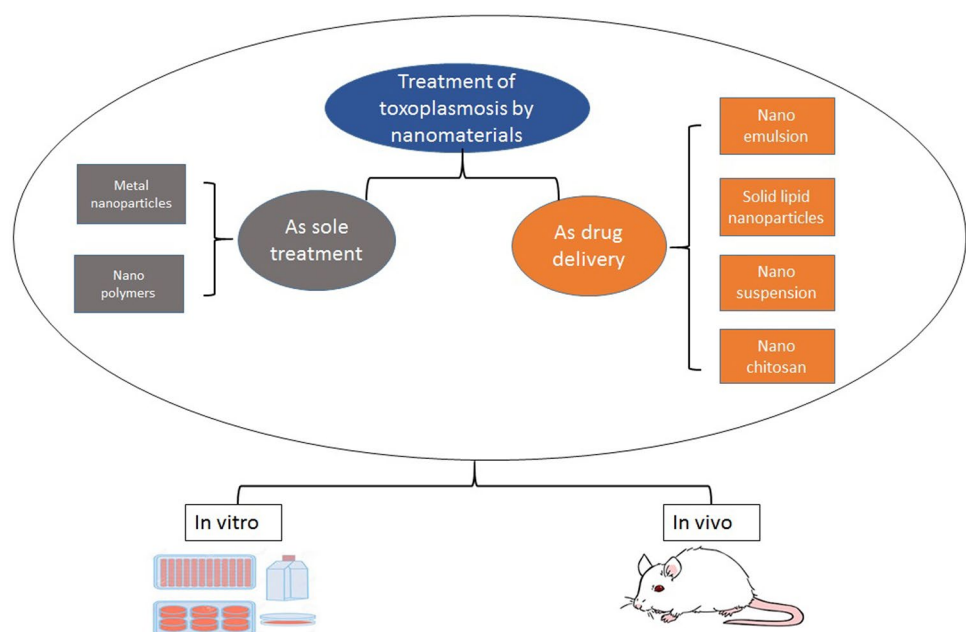 Treatment of
toxoplasmosis by
nanomaterials
Metal
nanoparticles
Nano
polymers
As sole
treatment
As drug
delivery
Nano
emulsion
Solid lipid
nanoparticles
Nano
suspension
Nano
chitosan
In vitro
In vivo